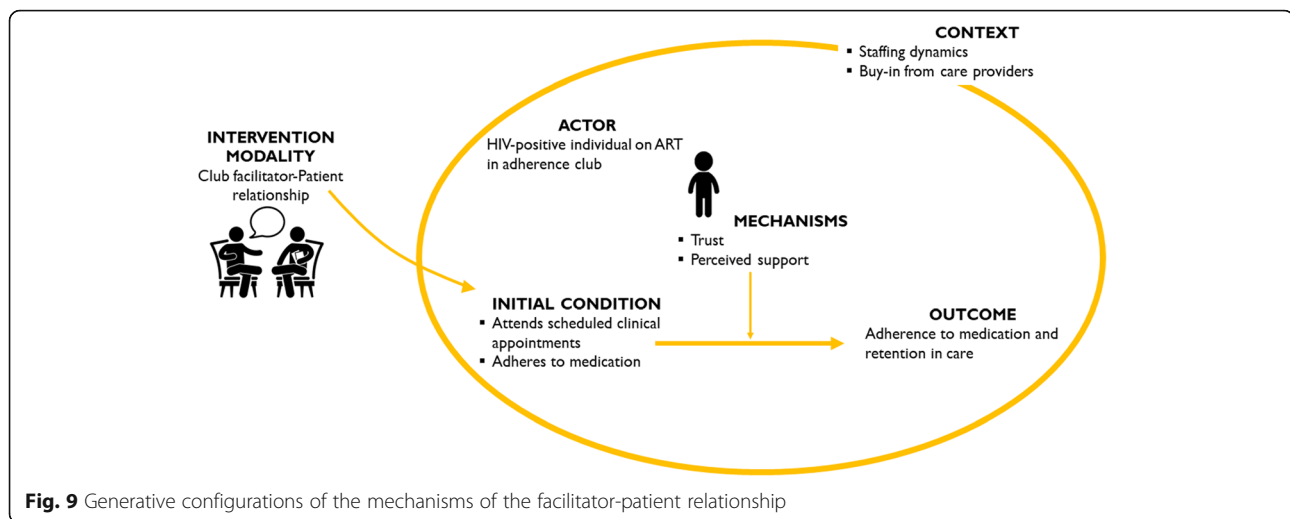 CONTEXT
▪ Staffing dynamics
▪ Buy-in from care providers
INTERVENTION
MODALITY
Club facilitator-Patient
relationship
ACTOR
HIV-positive individual on ART
in adherence club
MECHANISMS
▪ Trust
▪ Perceived support
INITIAL CONDITION
▪ Attends scheduled clinical
appointments
▪ Adheres to medication
OUTCOME
Adherence to medication and
retention in care
Fig. 9 Generative configurations of the mechanisms of the facilitator-patient relationship